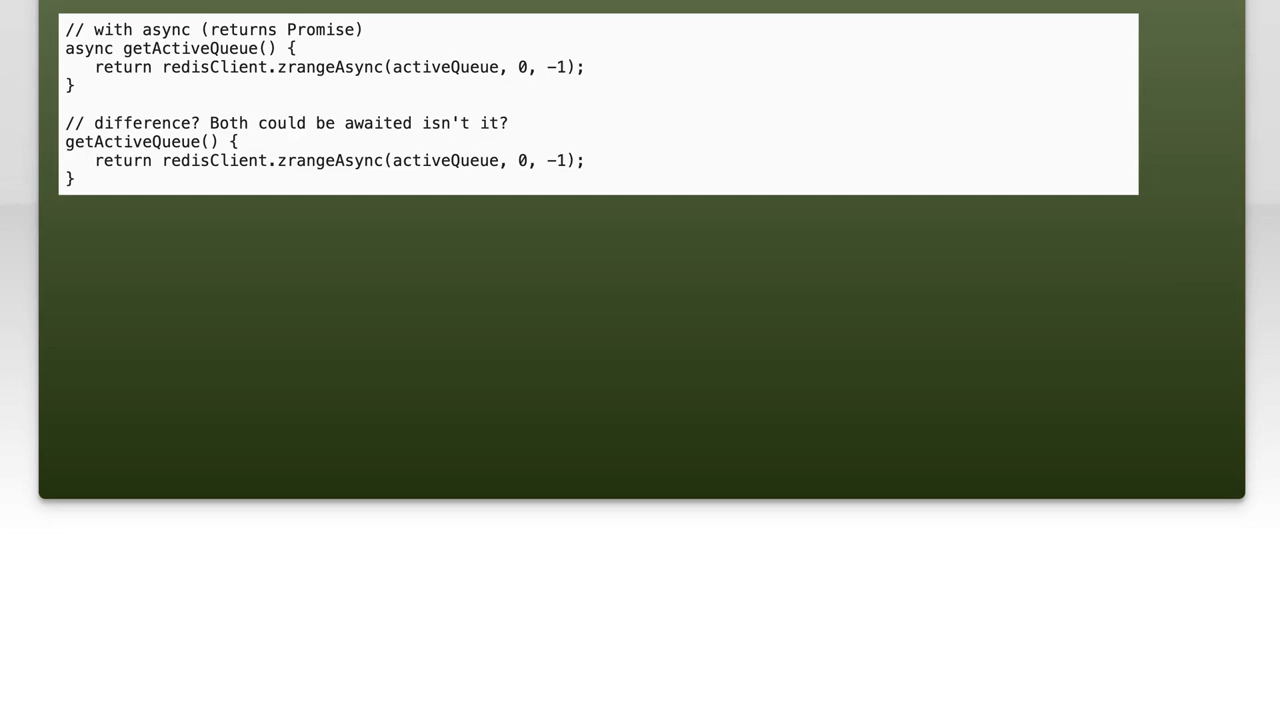 // with async (returns Promise)
async getActiveQueue() {
   return redisClient.zrangeAsync(activeQueue, 0, -1);
}

// difference? Both could be awaited isn't it?
getActiveQueue() {
   return redisClient.zrangeAsync(activeQueue, 0, -1);
}